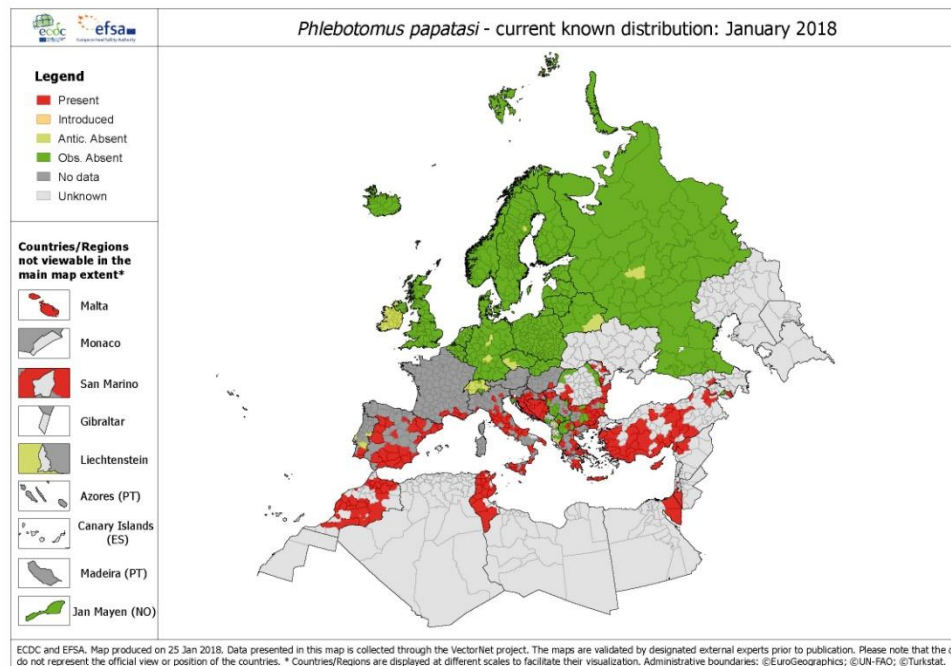 ecdc
efsa
European Food Safety Authority
Phlebotomus papatasi - current known distribution: January 2018
Legend
Present
Introduced
Antic. Absent
Obs. Absent
No data
Unknown
Countries/Regions
not viewable in the
main map extent*
Malta
Monaco
San Marino
Gibraltar
Liechtenstein
Azores (PT)
Canary Islands
(ES)
Madeira (PT)
Jan Mayen (NO)
ECDC and EFSA. Map produced on 25 Jan 2018. Data presented in this map is collected through the VectorNet project. The maps are validated by designated external experts prior to publication. Please note that the
do not represent the official view or position of the countries. * Countries/Regions are displayed at different scales to facilitate their visualization. Administrative boundaries: ©EuroGeographics; ©UN-FAO; ©Turksta